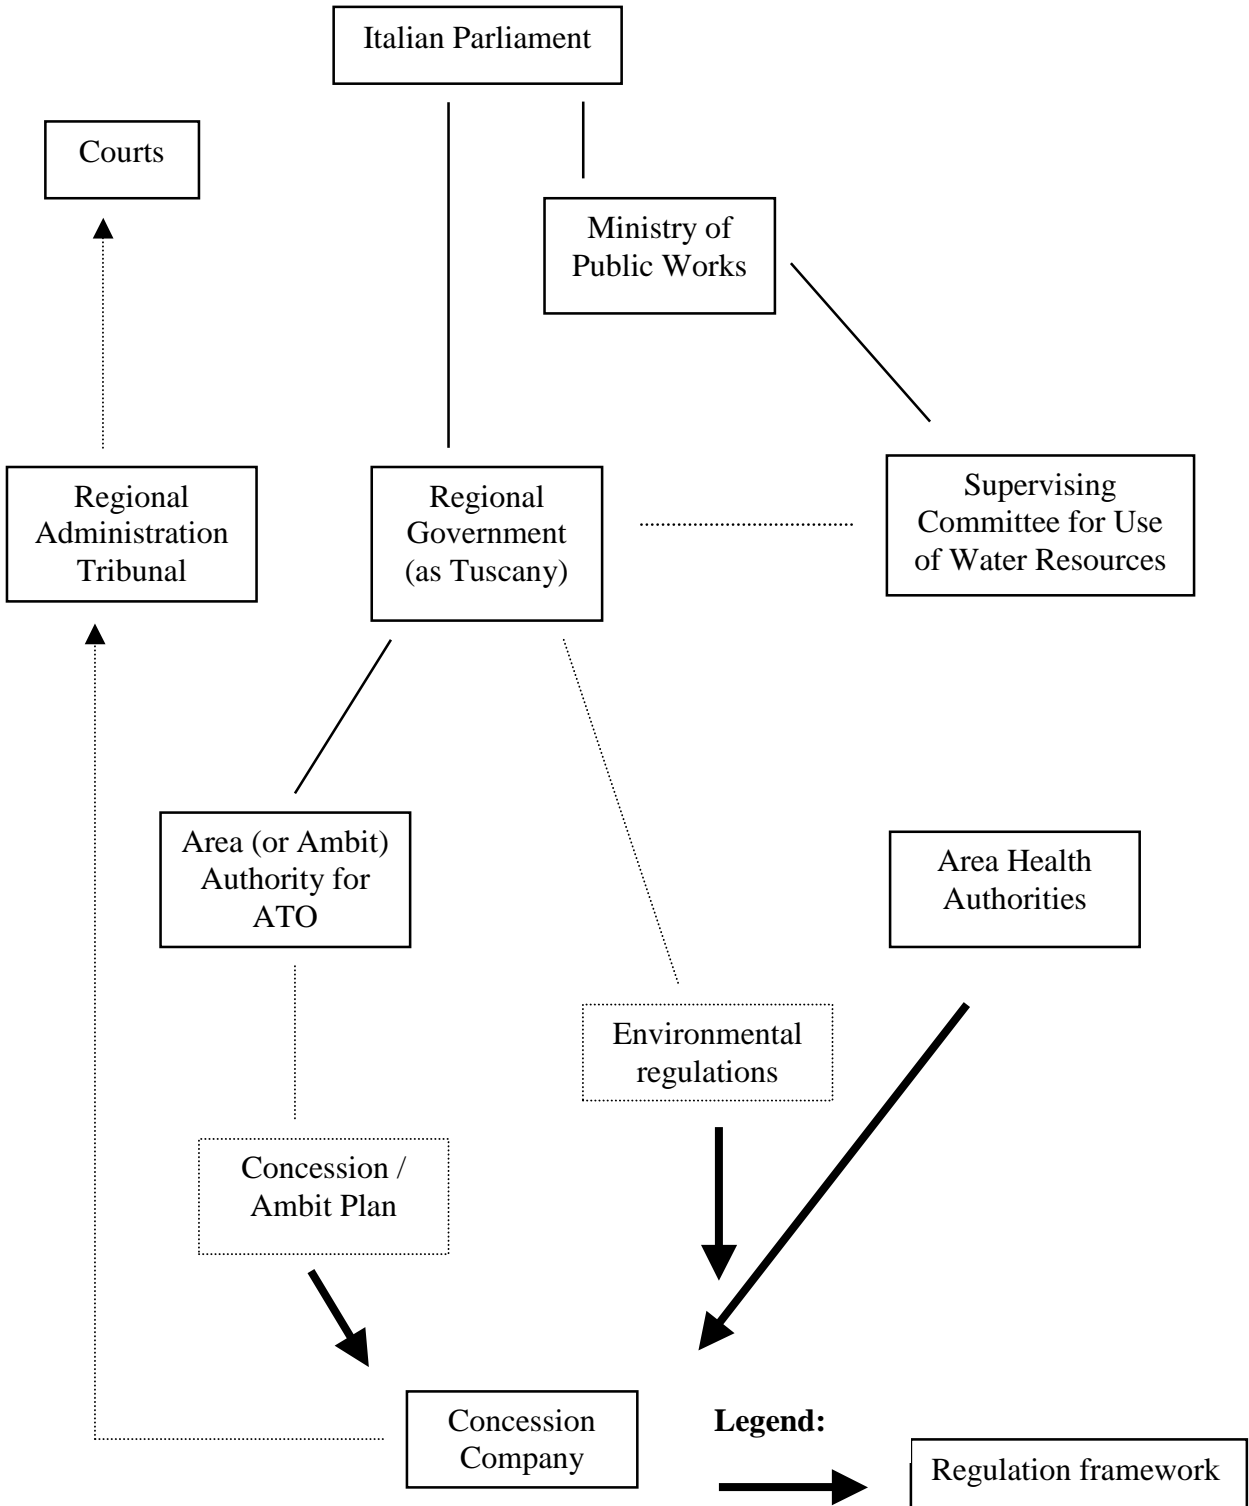 Italian Parliament
Courts
Ministry of
Public Works
Regional
Administration
Tribunal
Regional
Government
(as Tuscany)
Supervising
Committee for Use
of Water Resources
Area (or Ambit)
Authority for
ATO
Area Health
Authorities
Environmental
regulations
Concession /
Ambit Plan
Concession
Company
Legend:
Regulation framework